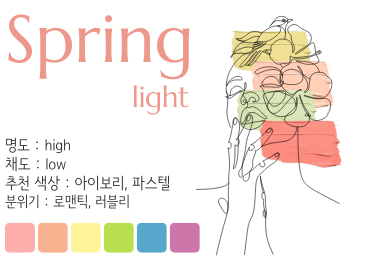 Spring
light
명도 : high
채도 : low
추천 색상 : 아이보리, 파스텔
분위기 : 로맨틱, 러블리